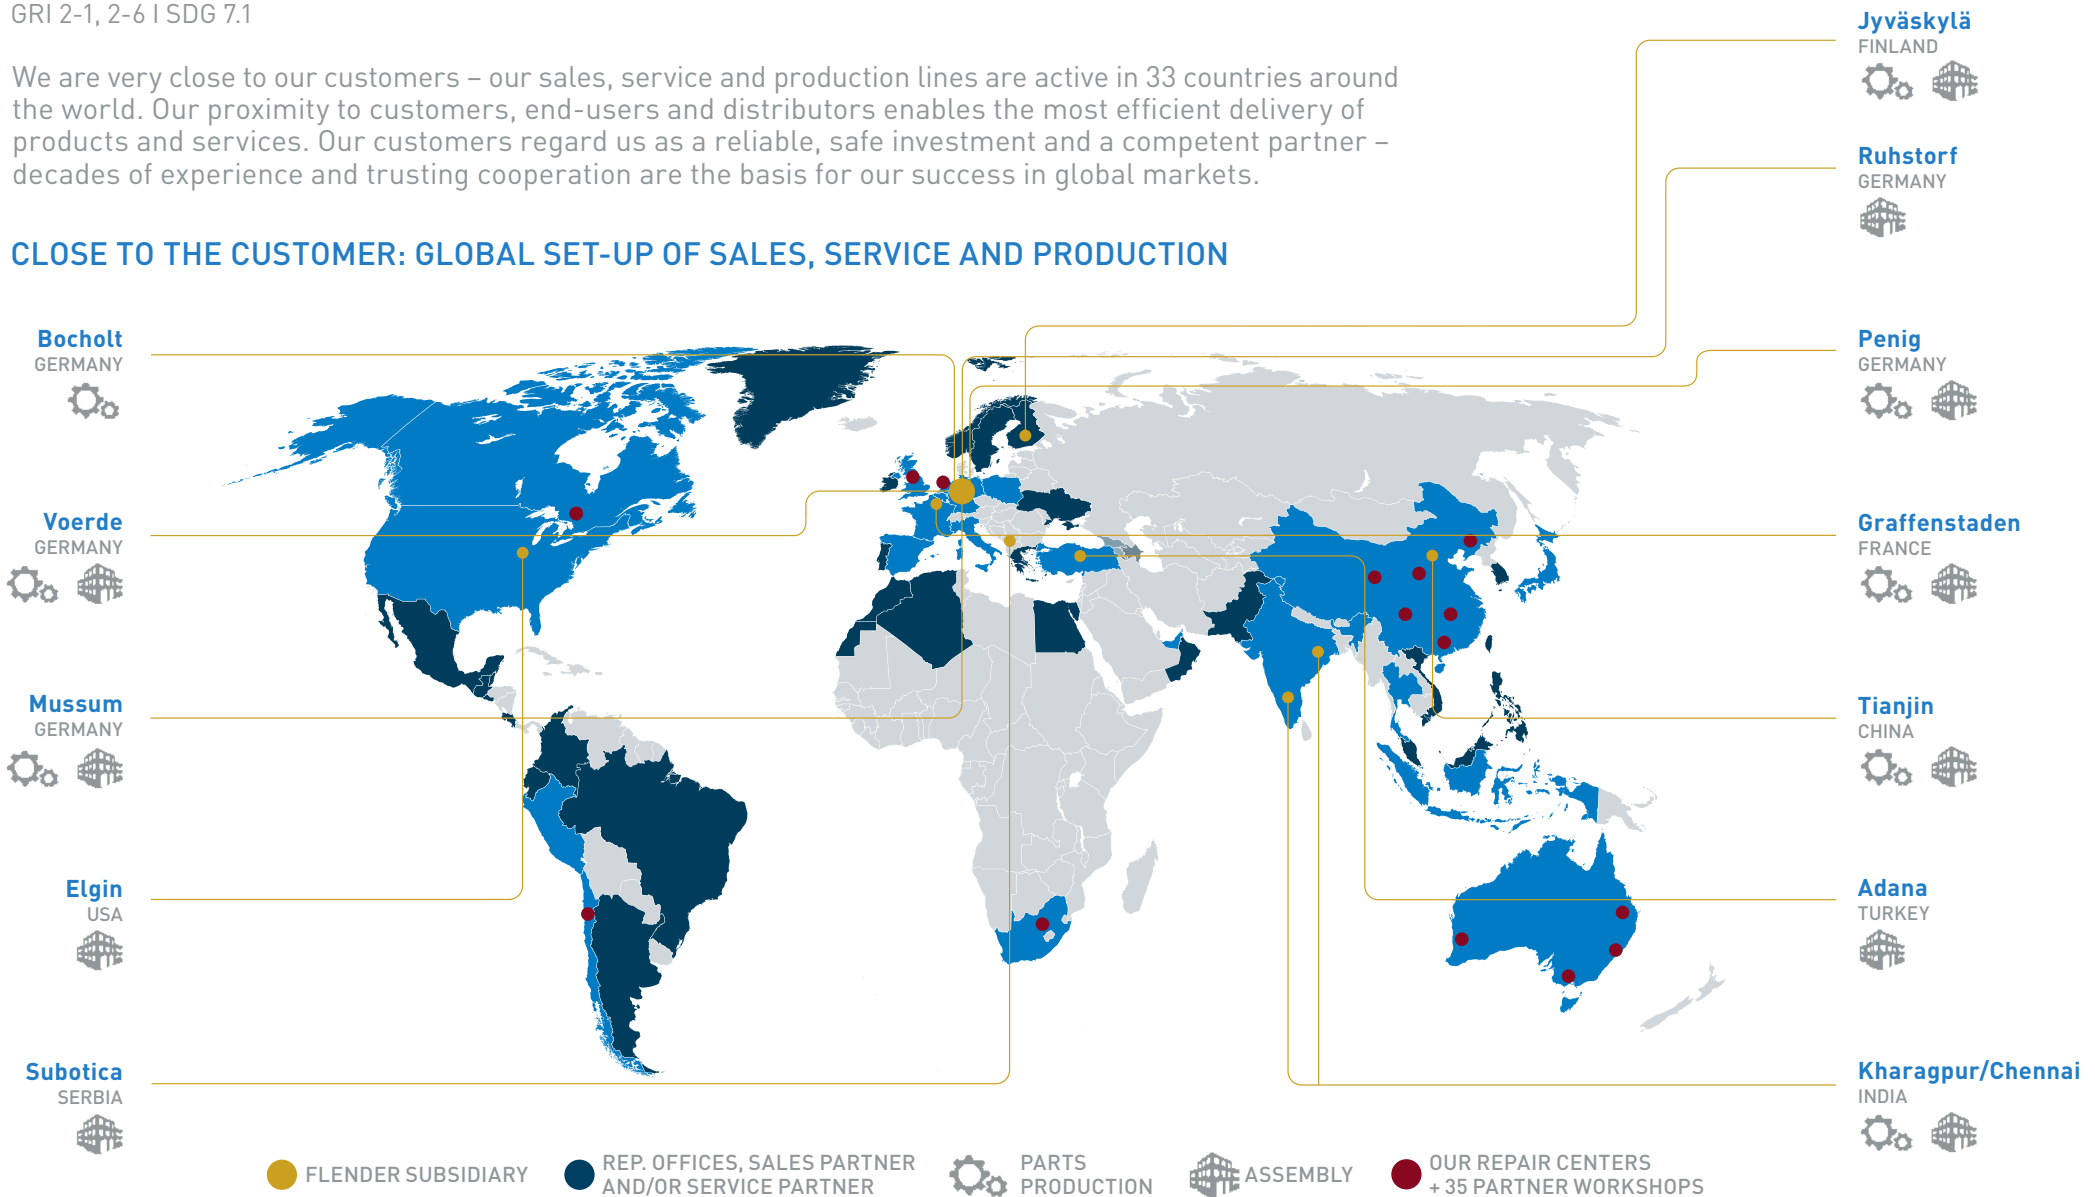 GRI 2-1, 2-6 I SDG 7.1
We are very close to our customers – our sales, service and production lines are active in 33 countries around
the world. Our proximity to customers, end-users and distributors enables the most efficient delivery of
products and services. Our customers regard us as a reliable, safe investment and a competent partner –
decades of experience and trusting cooperation are the basis for our success in global markets.
CLOSE TO THE CUSTOMER: GLOBAL SET-UP OF SALES, SERVICE AND PRODUCTION
Bocholt
GERMANY
Voerde
GERMANY
Mussum
GERMANY
Elgin
USA
Subotica
SERBIA
Jyväskylä
FINLAND
Ruhstorf
GERMANY
Penig
GERMANY
Graffenstaden
FRANCE
Tianjin
CHINA
Adana
TURKEY
Kharagpur/Chennai
INDIA
FLENDER SUBSIDIARY
REP. OFFICES, SALES PARTNER
AND/OR SERVICE PARTNER
PARTS
PRODUCTION
ASSEMBLY
OUR REPAIR CENTERS
+ 35 PARTNER WORKSHOPS